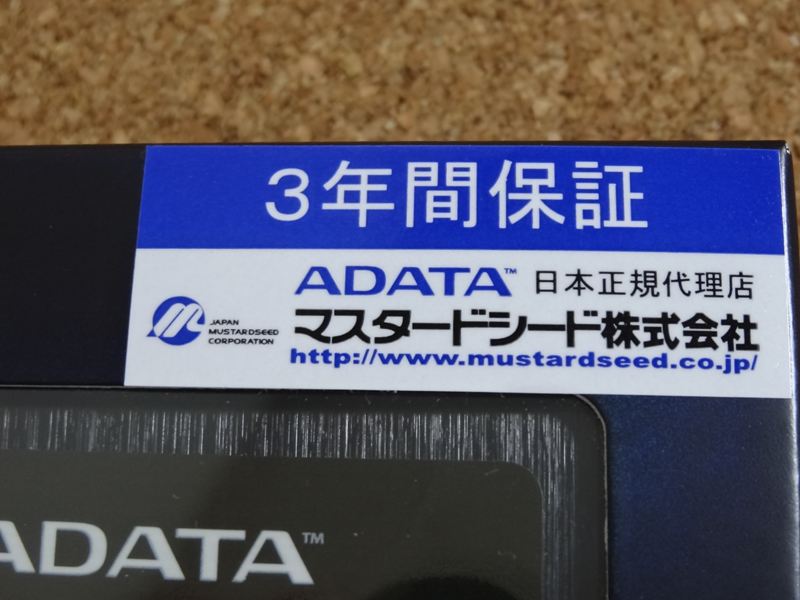 3年間保証
ADATA™ 日本正規代理店
JAPAN
MUSTARDSEED
CORPORATION
マスタードシード株式会社
http://www.mustardseed.co.jp/
ADATA™